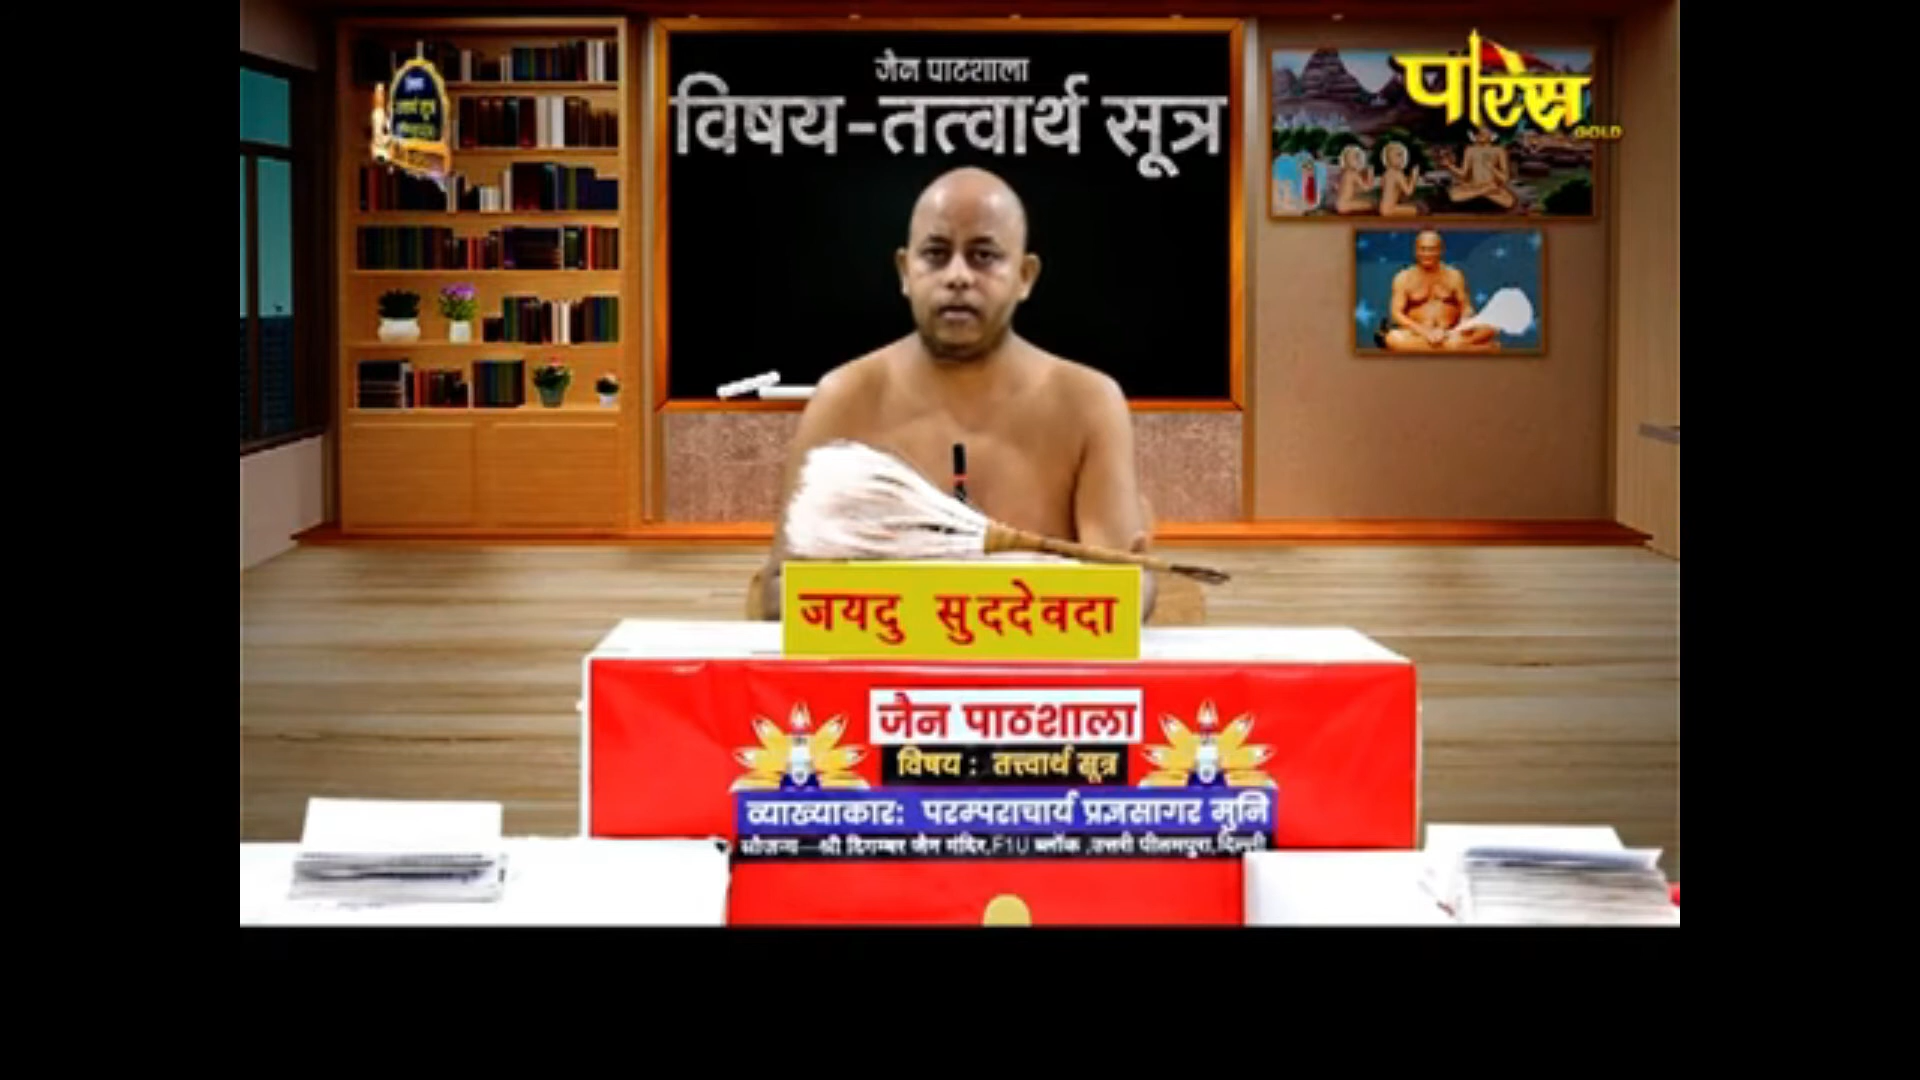 जैन पाठशाला
विषय-तत्वार्थ सूत्र
पारस
GOLD
जयदु सुददेवदा
जैन पाठशाला
विषय : तत्त्वार्थ सूत्र
व्याख्याकार: परम्पराचार्य प्रज्ञसागर मुनि
सौजन्य—श्री दिगम्बर जैन मंदिर,F1U ब्लॉक ,उत्तरी पीतमपुरा,दिल्ली